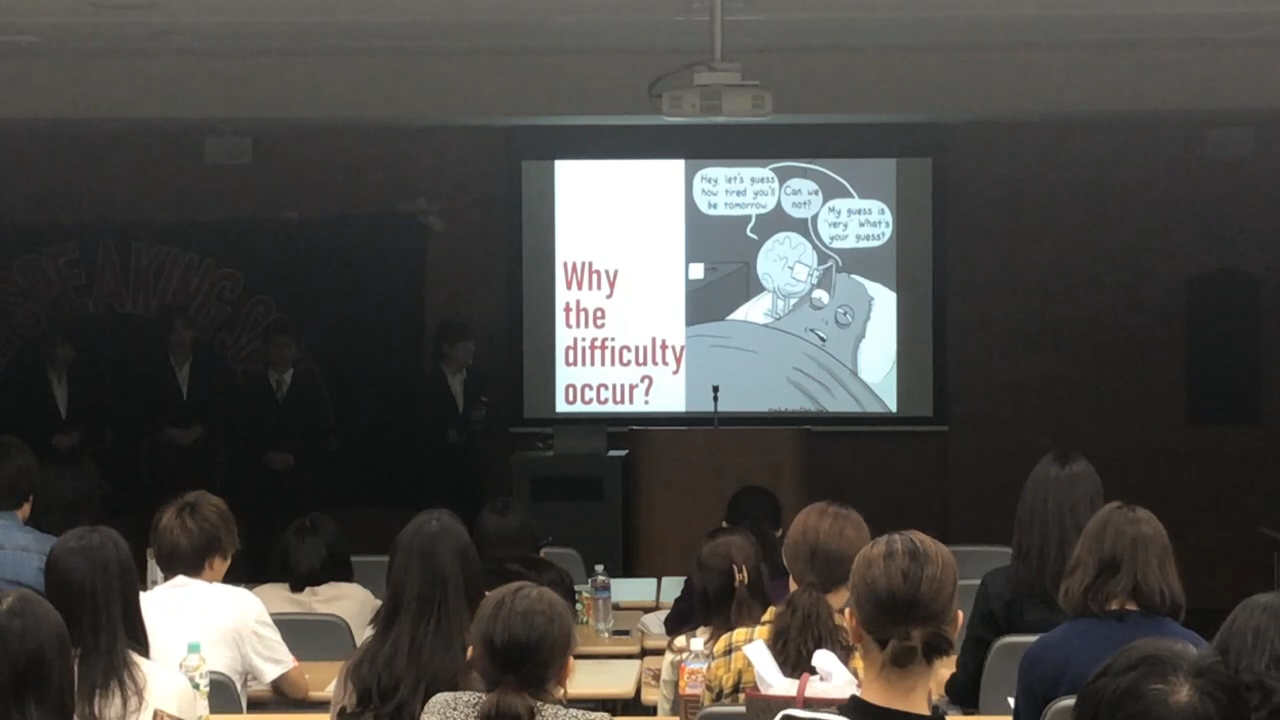 Why
the
difficulty
occur?
Hey, let's guess
how tired you'll
be tomorrow.
Can we
not?
My guess is
"very." What's
your guess?
SPEAKING